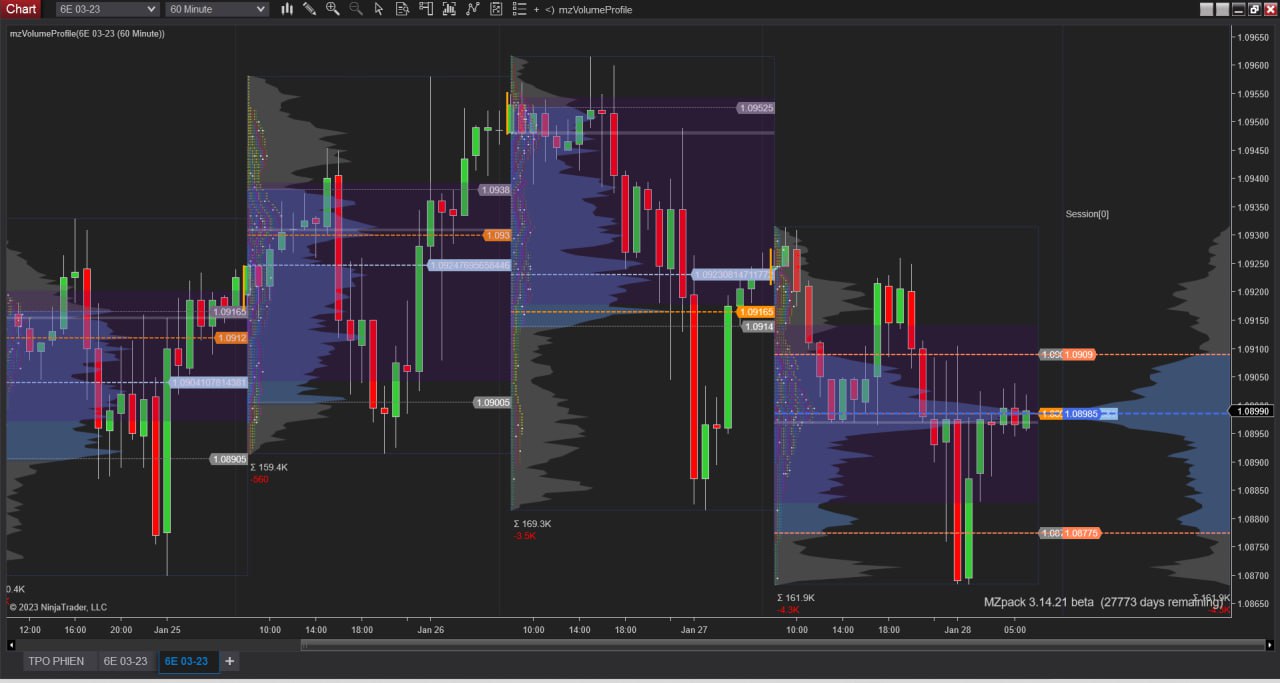 Chart 6E 03-23 60 Minute + <> mzVolumeProfile
mzVolumeProfile(6E 03-23 (60 Minute))
1.09650
1.09600
1.09550
1.09525
1.09500
1.09450
1.09400
1.0938
1.09350
Session[0]
1.093
1.09300
1.09247695658446
1.09250
1.09230814711773
1.09200
1.09165
1.09165
1.09150
1.0914
1.0912
1.09100
1.0909
1.09050
1.0904107814381
1.09005
1.08985
1.08990
1.08950
1.08905
1.08900
Σ 159.4K
-560
1.08850
1.08800
Σ 169.3K
-3.5K
1.08775
1.08750
1.08700
0.4K
Σ 161.9K
-4.3K
MZpack 3.14.21 beta (27773 days remaining)
Σ 161.9K
1.08650
© 2023 NinjaTrader, LLC
12:00 16:00 20:00 Jan 25 10:00 14:00 18:00 Jan 26 10:00 14:00 18:00 Jan 27 10:00 14:00 18:00 Jan 28 05:00
TPO PHIEN 6E 03-23 6E 03-23 +